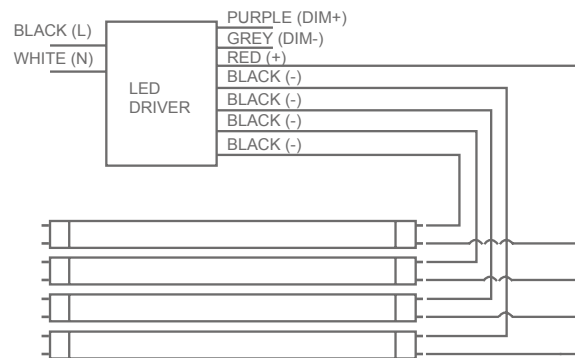 PURPLE (DIM+)
BLACK (L)
GREY (DIM-)
WHITE (N)
RED (+)
BLACK (-)
LED
DRIVER
BLACK (-)
BLACK (-)
BLACK (-)